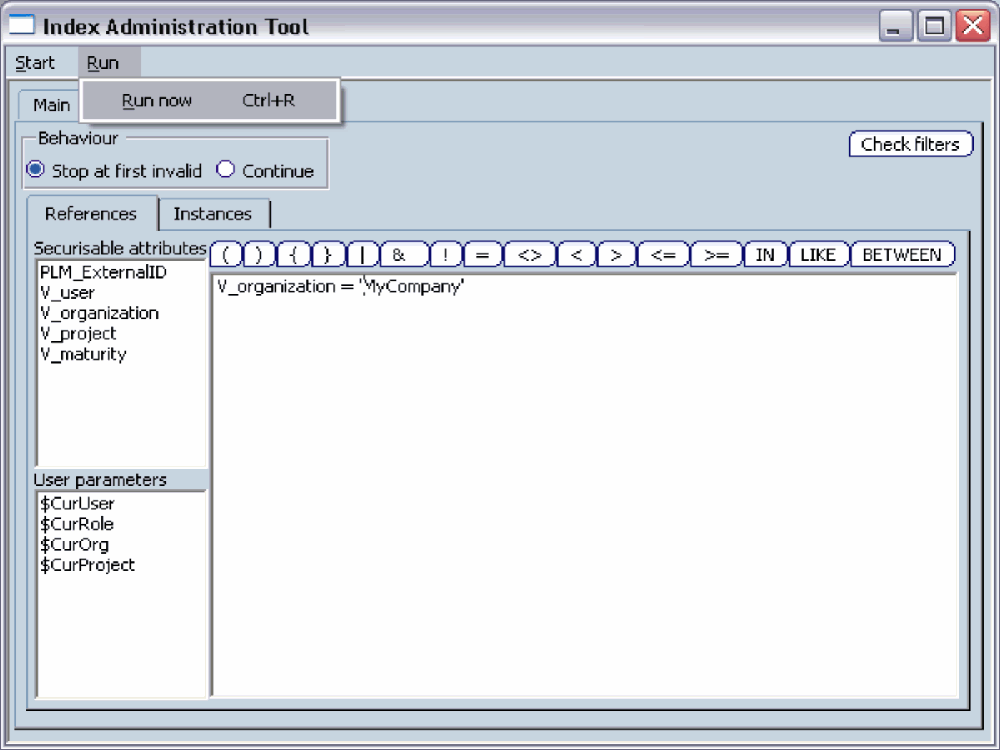 Index Administration Tool
Start Run
Run now Ctrl+R
Main
Behaviour
Check filters
Stop at first invalid Continue
References Instances
Securisable attributes ( ) { } | & ! = <> < > <= >= IN LIKE BETWEEN
PLM_ExternalID
V_organization = 'MyCompany'
V_user
V_organization
V_project
V_maturity
User parameters
$CurUser
$CurRole
$CurOrg
$CurProject